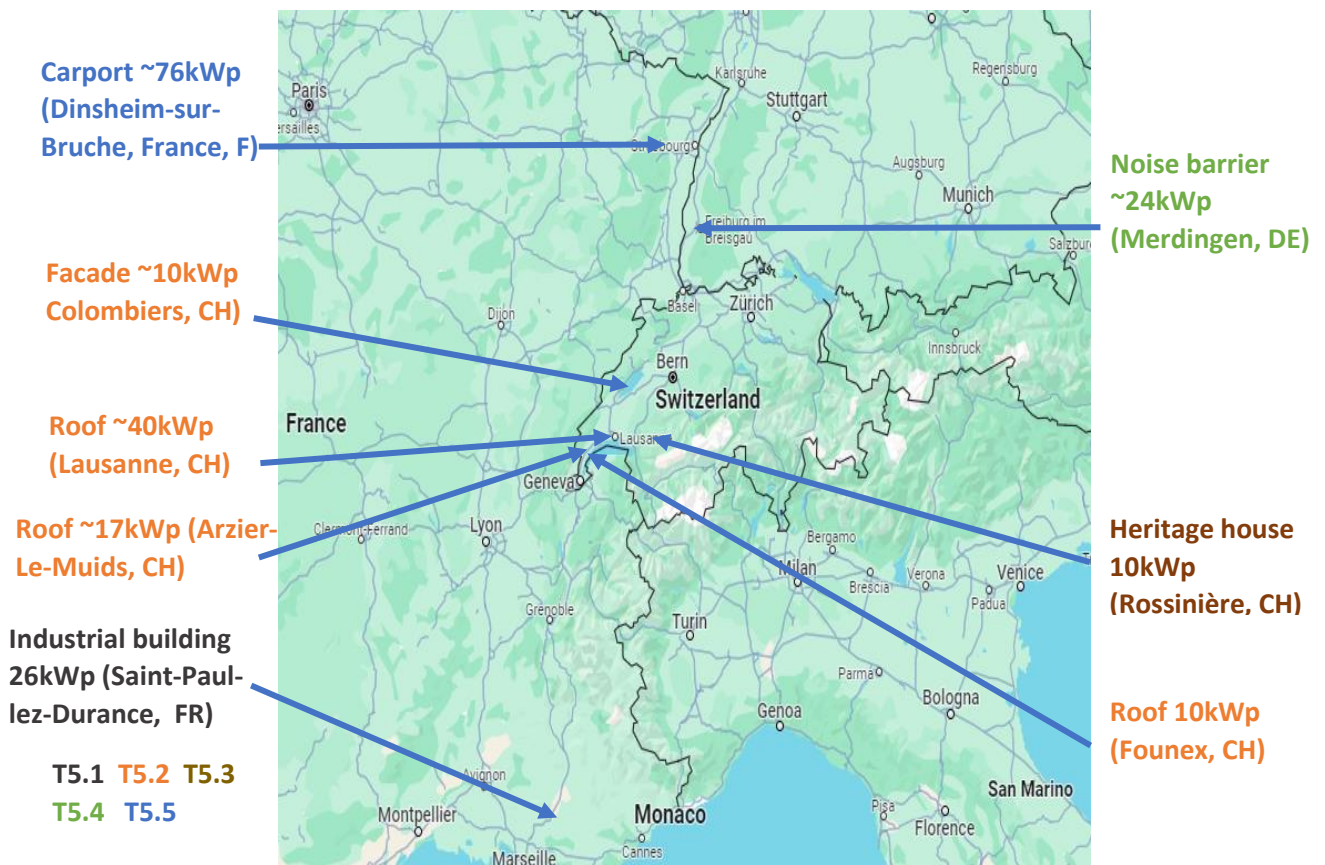 Carport ~76kWp
(Dinsheim-sur-
Bruche, France, F)
Facade ~10kWp
Colombiers, CH)
Roof ~40kWp
(Lausanne, CH)
Roof ~17kWp (Arzier-
Le-Muids, CH)
Industrial building
26kWp (Saint-Paul-
lez-Durance, FR)
T5.1 T5.2 T5.3
T5.4 T5.5
Noise barrier
~24kWp
(Merdingen, DE)
Heritage house
10kWp
(Rossinière, CH)
Roof 10kWp
(Founex, CH)
Paris
ersailles
Karlsruhe
Regensburg
Stuttgart
Strasbourg
Augsburg
Munich
Freiburg im
Breisgau
Salzburg
Basel
Zürich
Dijon
Innsbruck
Bern
Switzerland
France
Lausan
Geneva
Clermont-Ferrand
Lyon
Bergamo
Milan
Brescia
Verona
Venice
Padua
Grenoble
Turin
Parma
Bologna
Genoa
San Marino
Avignon
Montpellier
Monaco
Cannes
Marseille
Pisa
Florence